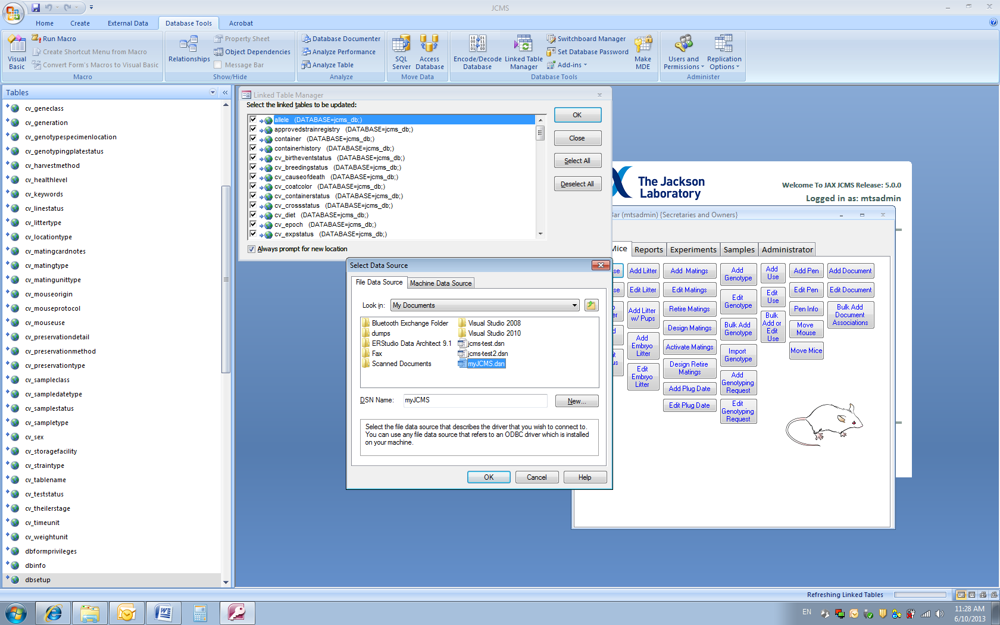 JCMS
Home Create External Data Database Tools Acrobat
Visual Basic
Run Macro
Create Shortcut Menu from Macro
Convert Form's Macros to Visual Basic
Macro
Relationships
Property Sheet
Object Dependencies
Message Bar
Show/Hide
Database Documenter
Analyze Performance
Analyze Table
Analyze
SQL Server
Access Database
Move Data
Encode/Decode Database
Linked Table Manager
Switchboard Manager
Set Database Password
Add-ins
Make MDE
Database Tools
Users and Permissions
Replication Options
Administer
Tables
cv_geneclass
cv_generation
cv_genotypespecimenlocation
cv_genotypingplatestatus
cv_harvestmethod
cv_healthlevel
cv_keywords
cv_linestatus
cv_littertype
cv_locationtype
cv_matingcardnotes
cv_matingtype
cv_matingunittype
cv_mouseorigin
cv_mouseprotocol
cv_mouseuse
cv_preservationdetail
cv_preservationmethod
cv_preservationtype
cv_sampleclass
cv_sampledatetype
cv_samplestatus
cv_sampletype
cv_sex
cv_storagefacility
cv_straintype
cv_tablename
cv_teststatus
cv_theilerstage
cv_timeunit
cv_weightunit
dbformprivileges
dbinfo
dbsetup
Linked Table Manager
Select the linked tables to be updated:
allele (DATABASE=jcms_db;)
approvedstrainregistry (DATABASE=jcms_db;)
container (DATABASE=jcms_db;)
containerhistory (DATABASE=jcms_db;)
cv_birtheventstatus (DATABASE=jcms_db;)
cv_breedingstatus (DATABASE=jcms_db;)
cv_causeofdeath (DATABASE=jcms_db;)
cv_coatcolor (DATABASE=jcms_db;)
cv_containerstatus (DATABASE=jcms_db;)
cv_crossstatus (DATABASE=jcms_db;)
cv_diet (DATABASE=jcms_db;)
cv_epoch (DATABASE=jcms_db;)
cv_expstatus (DATABASE=jcms_db;)
OK
Close
Select All
Deselect All
Always prompt for new location
Select Data Source
File Data Source Machine Data Source
Look in: My Documents
Bluetooth Exchange Folder
dumps
ERStudio Data Architect 9.1
Fax
Scanned Documents
Visual Studio 2008
Visual Studio 2010
jcms-test.dsn
jcms-test2.dsn
myJCMS.dsn
DSN Name: myJCMS New...
Select the file data source that describes the driver that you wish to connect to.
You can use any file data source that refers to an ODBC driver which is installed
on your machine.
OK Cancel Help
The Jackson
Laboratory
Welcome To JAX JCMS Release: 5.0.0
Logged in as: mtsadmin
Bar (mtsadmin) {Secretaries and Owners}
Mice Reports Experiments Samples Administrator
Add Litter
Edit Litter
Add Litter w/ Pups
Add Embryo Litter
Edit Embryo Litter
Add Matings
Edit Matings
Retire Matings
Design Matings
Activate Matings
Design Retire Matings
Add Plug Date
Edit Plug Date
Add Genotype
Edit Genotype
Bulk Add Genotype
Import Genotype
Add Genotyping Request
Edit Genotyping Request
Add Use
Edit Use
Bulk Add or Edit Use
Add Pen
Edit Pen
Pen Info
Move Mouse
Move Mice
Add Document
Edit Document
Bulk Add Document Associations
Refreshing Linked Tables
EN
11:28 AM
6/10/2013